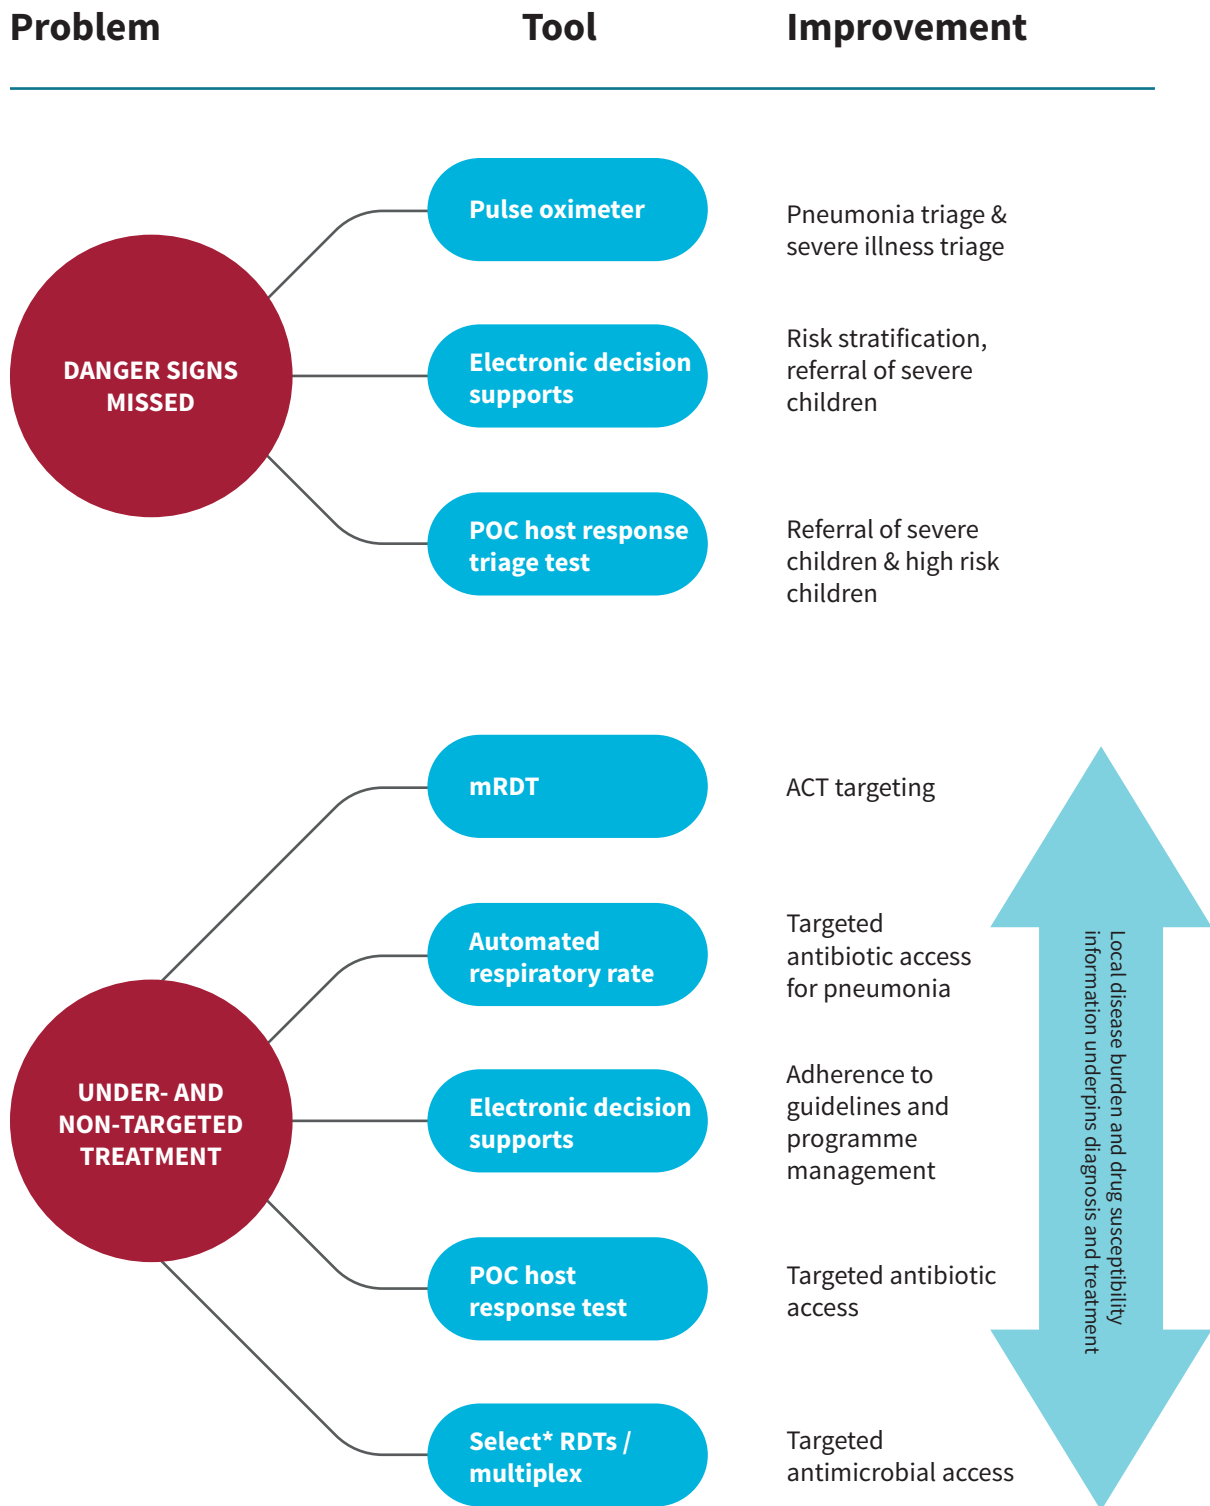 Problem
Tool
Improvement
DANGER SIGNS
MISSED
Pulse oximeter
Pneumonia triage &
severe illness triage
Electronic decision
supports
Risk stratification,
referral of severe
children
POC host response
triage test
Referral of severe
children & high risk
children
UNDER- AND
NON-TARGETED
TREATMENT
mRDT
ACT targeting
Automated
respiratory rate
Targeted
antibiotic access
for pneumonia
Electronic decision
supports
Adherence to
guidelines and
programme
management
POC host
response test
Targeted antibiotic
access
Select* RDTs /
multiplex
Targeted
antimicrobial access
Local disease burden and drug susceptibility
information underpins diagnosis and treatment